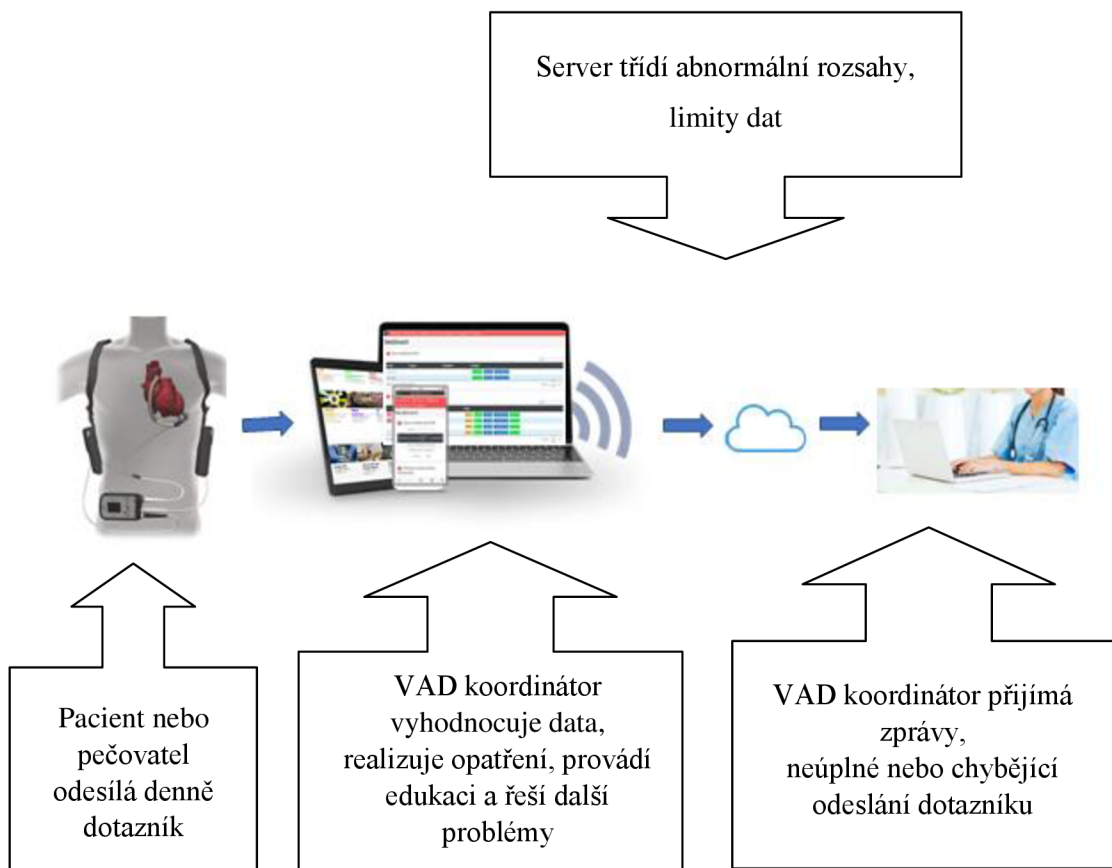 Server třídí abnormální rozsahy,
limity dat
Pacient nebo
pečovatel
odesílá denně
dotazník
VAD koordinátor
vyhodnocuje data,
realizuje opatření, provádí
edukaci a řeší další
problémy
VAD koordinátor přijímá
zprávy,
neúplné nebo chybějící
odeslání dotazníku